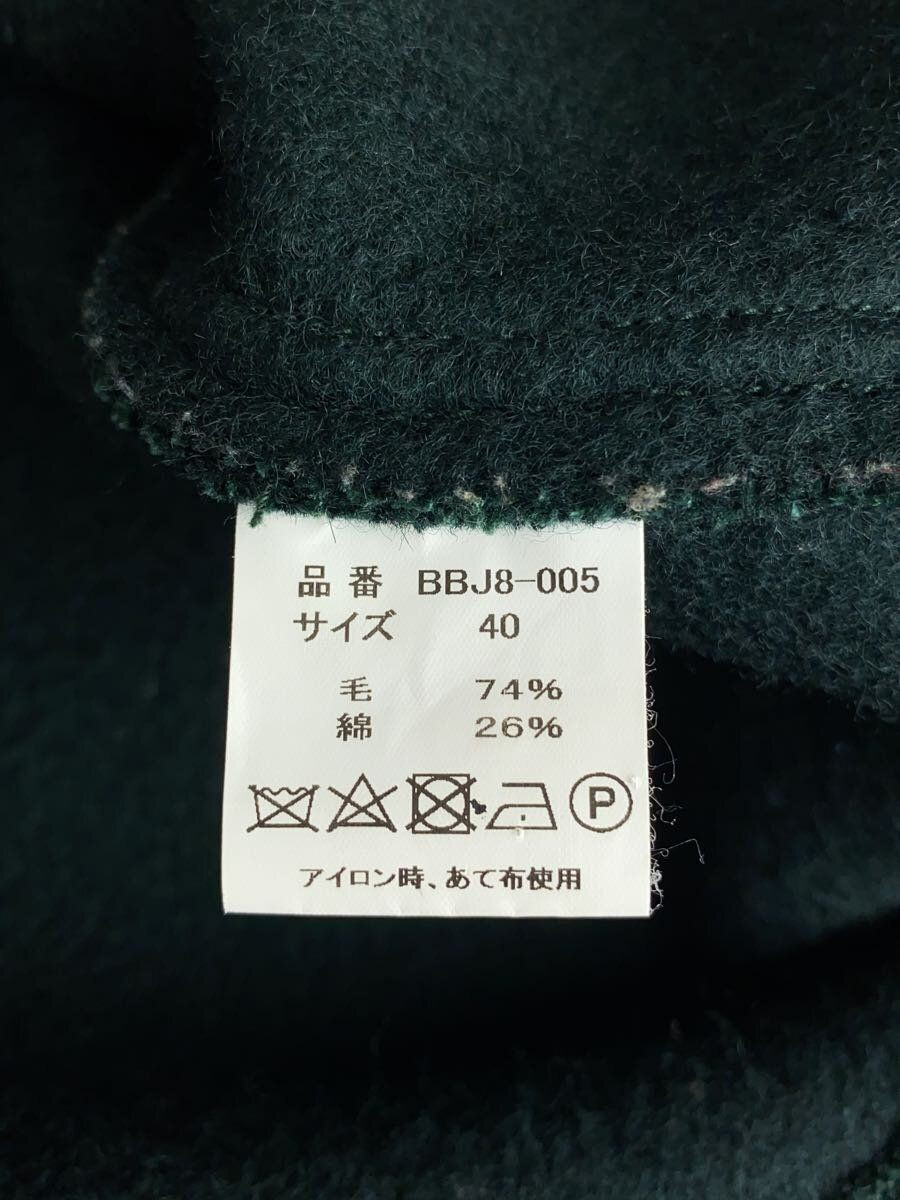 品番 BBJ8-005
サイズ 40
毛 74%
綿 26%
P
アイロン時、あて布使用